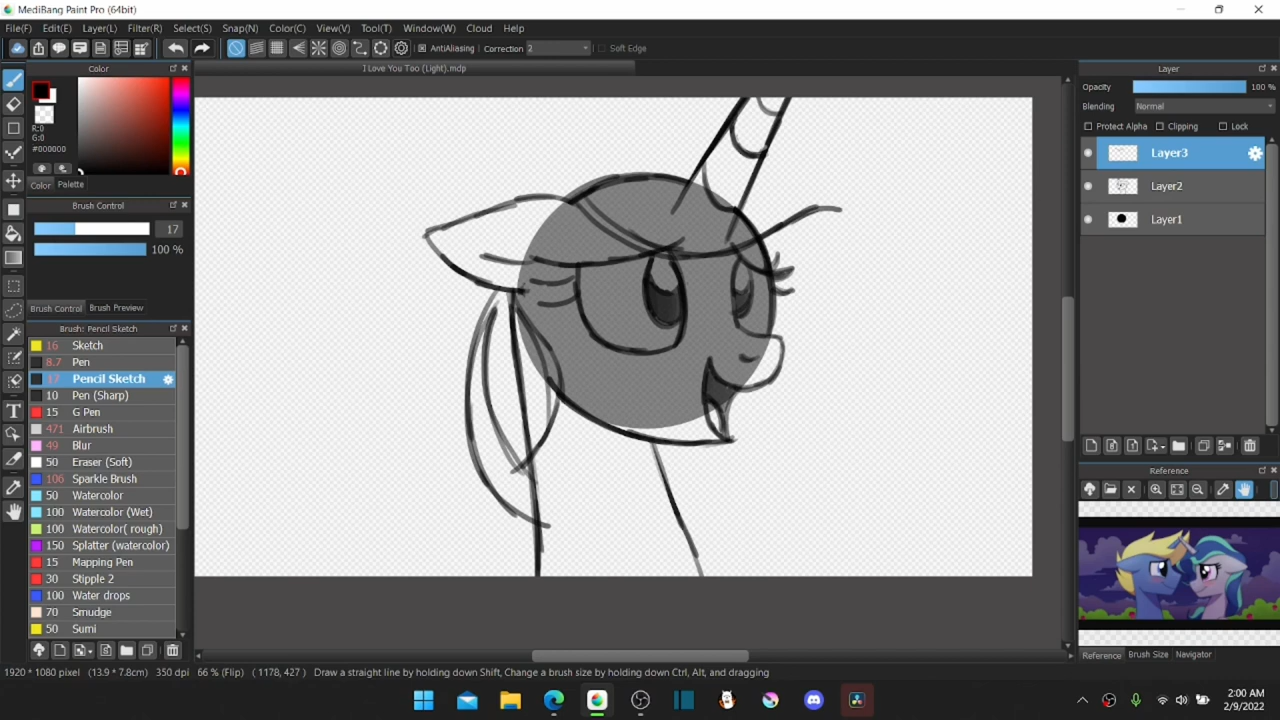 MediBang Paint Pro (64bit)
File(F) Edit(E) Layer(L) Filter(R) Select(S) Snap(N) Color(C) View(V) Tool(T) Window(W) Cloud Help
AntiAliasing Correction 2 Soft Edge
Color
I Love You Too (Light).mdp
Layer
Opacity 100 %
Blending Normal
Protect Alpha Clipping Lock
R:0
G:0
#000000
Color Palette
Brush Control
17
100 %
Brush Control Brush Preview
Brush: Pencil Sketch
16 Sketch
8.7 Pen
17 Pencil Sketch
10 Pen (Sharp)
15 G Pen
471 Airbrush
49 Blur
50 Eraser (Soft)
106 Sparkle Brush
50 Watercolor
100 Watercolor (Wet)
100 Watercolor( rough)
150 Splatter (watercolor)
15 Mapping Pen
30 Stipple 2
100 Water drops
70 Smudge
50 Sumi
Layer3
Layer2
Layer1
Reference
Reference Brush Size Navigator
1920 * 1080 pixel (13.9 * 7.8cm) 350 dpi 66 % (Flip) ( 1178, 427 ) Draw a straight line by holding down Shift, Change a brush size by holding down Ctrl, Alt, and dragging
2:00 AM
2/9/2022